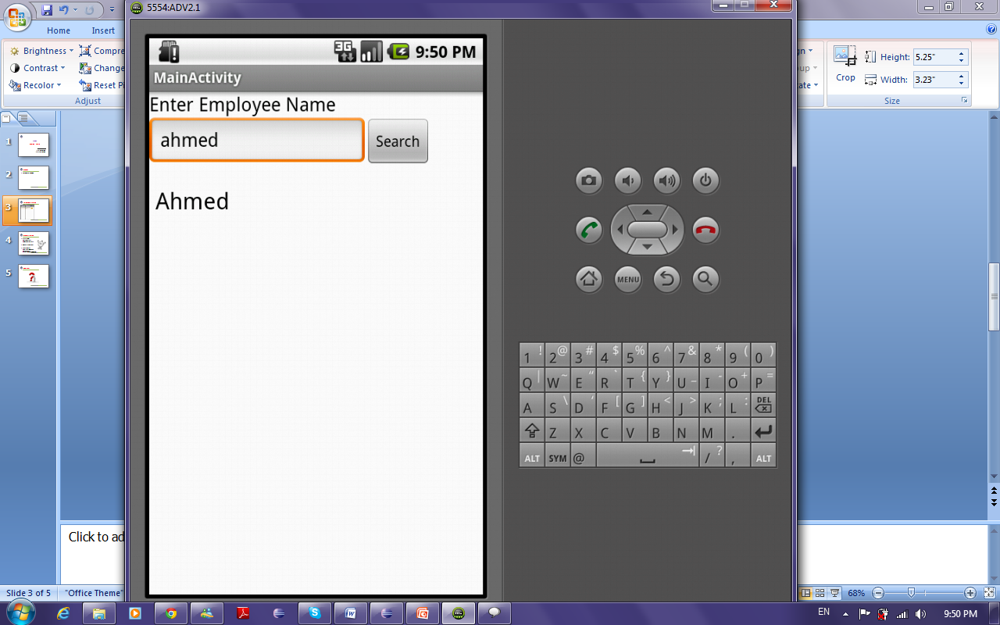 5554:ADV2.1
Home Insert
Brightness Compre
Contrast Change
Recolor Reset Pi
Adjust
Height: 5.25"
Crop Width: 3.23"
Size
9:50 PM
3G
MainActivity
Enter Employee Name
ahmed Search
Ahmed
1
2
3
4
5
MENU
1 ! 2 @ 3 # 4 $ 5 % 6 ^ 7 & 8 * 9 ( 0 )
Q | W ~ E “ R ` T { Y } U _ I - O + P =
A S \ D ‘ F [ G ] H < J > K ; L : DEL
Z X C V B N M .
ALT SYM @ / ? , ALT
Click to ad
Slide 3 of 5 "Office Theme" 68%
EN 9:50 PM